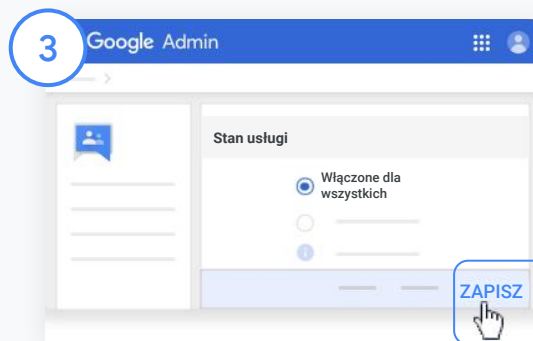 3
Google Admin
Stan usługi
Włączone dla
wszystkich
ZAPISZ